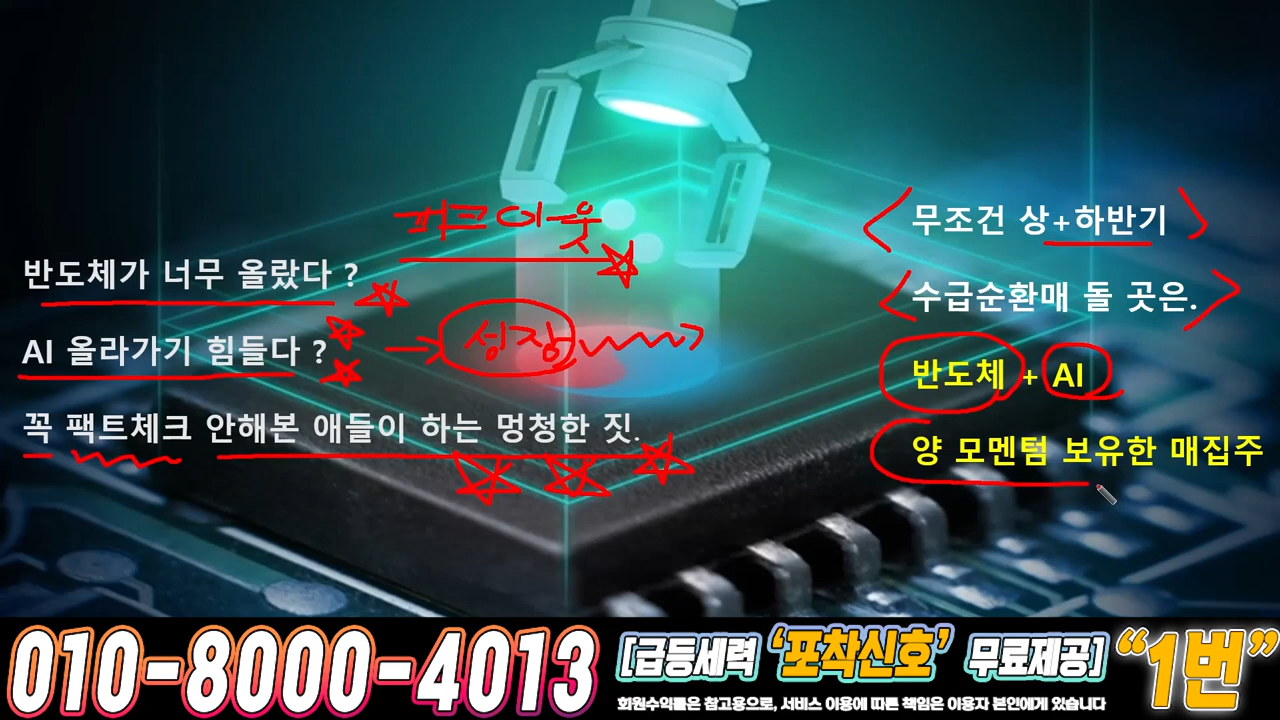 피크아웃
반도체가 너무 올랐다 ?
AI 올라가기 힘들다 ?
성장
꼭 팩트체크 안해본 애들이 하는 멍청한 짓.
무조건 상+하반기
수급순환매 돌 곳은.
반도체 + AI
양 모멘텀 보유한 매집주
010-8000-4013
[급등세력 '포착신호' 무료제공] "1번"
회원수익률은 참고용으로, 서비스 이용에 따른 책임은 이용자 본인에게 있습니다